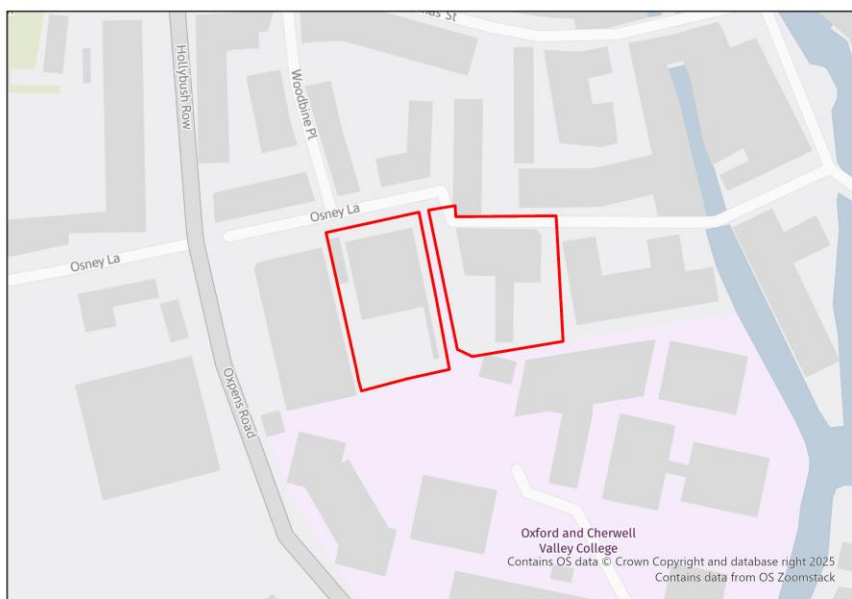 St
Hollybush Row
Woodbine Pl
Osney La
Osney La
Oxpens Road
Oxford and Cherwell
Valley College
Contains OS data © Crown Copyright and database right 2025
Contains data from OS Zoomstack